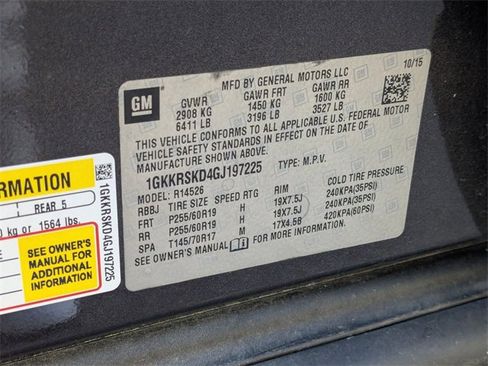 GM
MFD BY GENERAL MOTORS LLC
10/15
GVWR GAWR FRT GAWR RR
2908 KG 1450 KG 1600 KG
6411 LB 3196 LB 3527 LB
THIS VEHICLE CONFORMS TO ALL APPLICABLE U.S. FEDERAL MOTOR
VEHICLE SAFETY STANDARDS IN EFFECT ON THE DATE OF
MANUFACTURE SHOWN ABOVE.
1GKKRSKD4GJ197225 TYPE: M.P.V.
MODEL: R14526
RBBJ TIRE SIZE SPEED RTG RIM COLD TIRE PRESSURE
FRT P255/60R19 H 19X7.5J 240KPA(35PSI)
RR P255/60R19 H 19X7.5J 240KPA(35PSI)
SPA T145/70R17 M 17X4.5B 420KPA(60PSI)
SEE OWNER'S MANUAL FOR MORE INFORMATION.
REAR 5
kg or 1564 lbs.
SEE OWNER'S
MANUAL FOR
ADDITIONAL
INFORMATION
1GKKRSKD4GJ197225